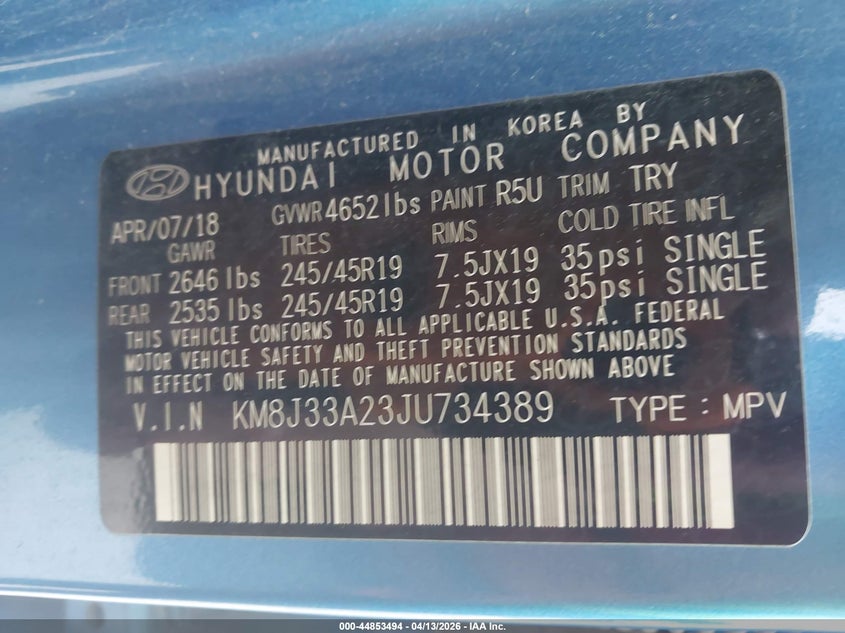 MANUFACTURED IN KOREA BY
HYUNDAI MOTOR COMPANY
APR/07/18 GVWR 4652 lbs PAINT R5U TRIM TRY
GAWR TIRES RIMS COLD TIRE INFL
FRONT 2646 lbs 245/45R19 7.5JX19 35psi SINGLE
REAR 2535 lbs 245/45R19 7.5JX19 35psi SINGLE
THIS VEHICLE CONFORMS TO ALL APPLICABLE U.S.A. FEDERAL
MOTOR VEHICLE SAFETY AND THEFT PREVENTION STANDARDS
IN EFFECT ON THE DATE OF MANUFACTURE SHOWN ABOVE
V.I.N KM8J33A23JU734389 TYPE : MPV
000-44853494 - 04/13/2026 - IAA Inc.